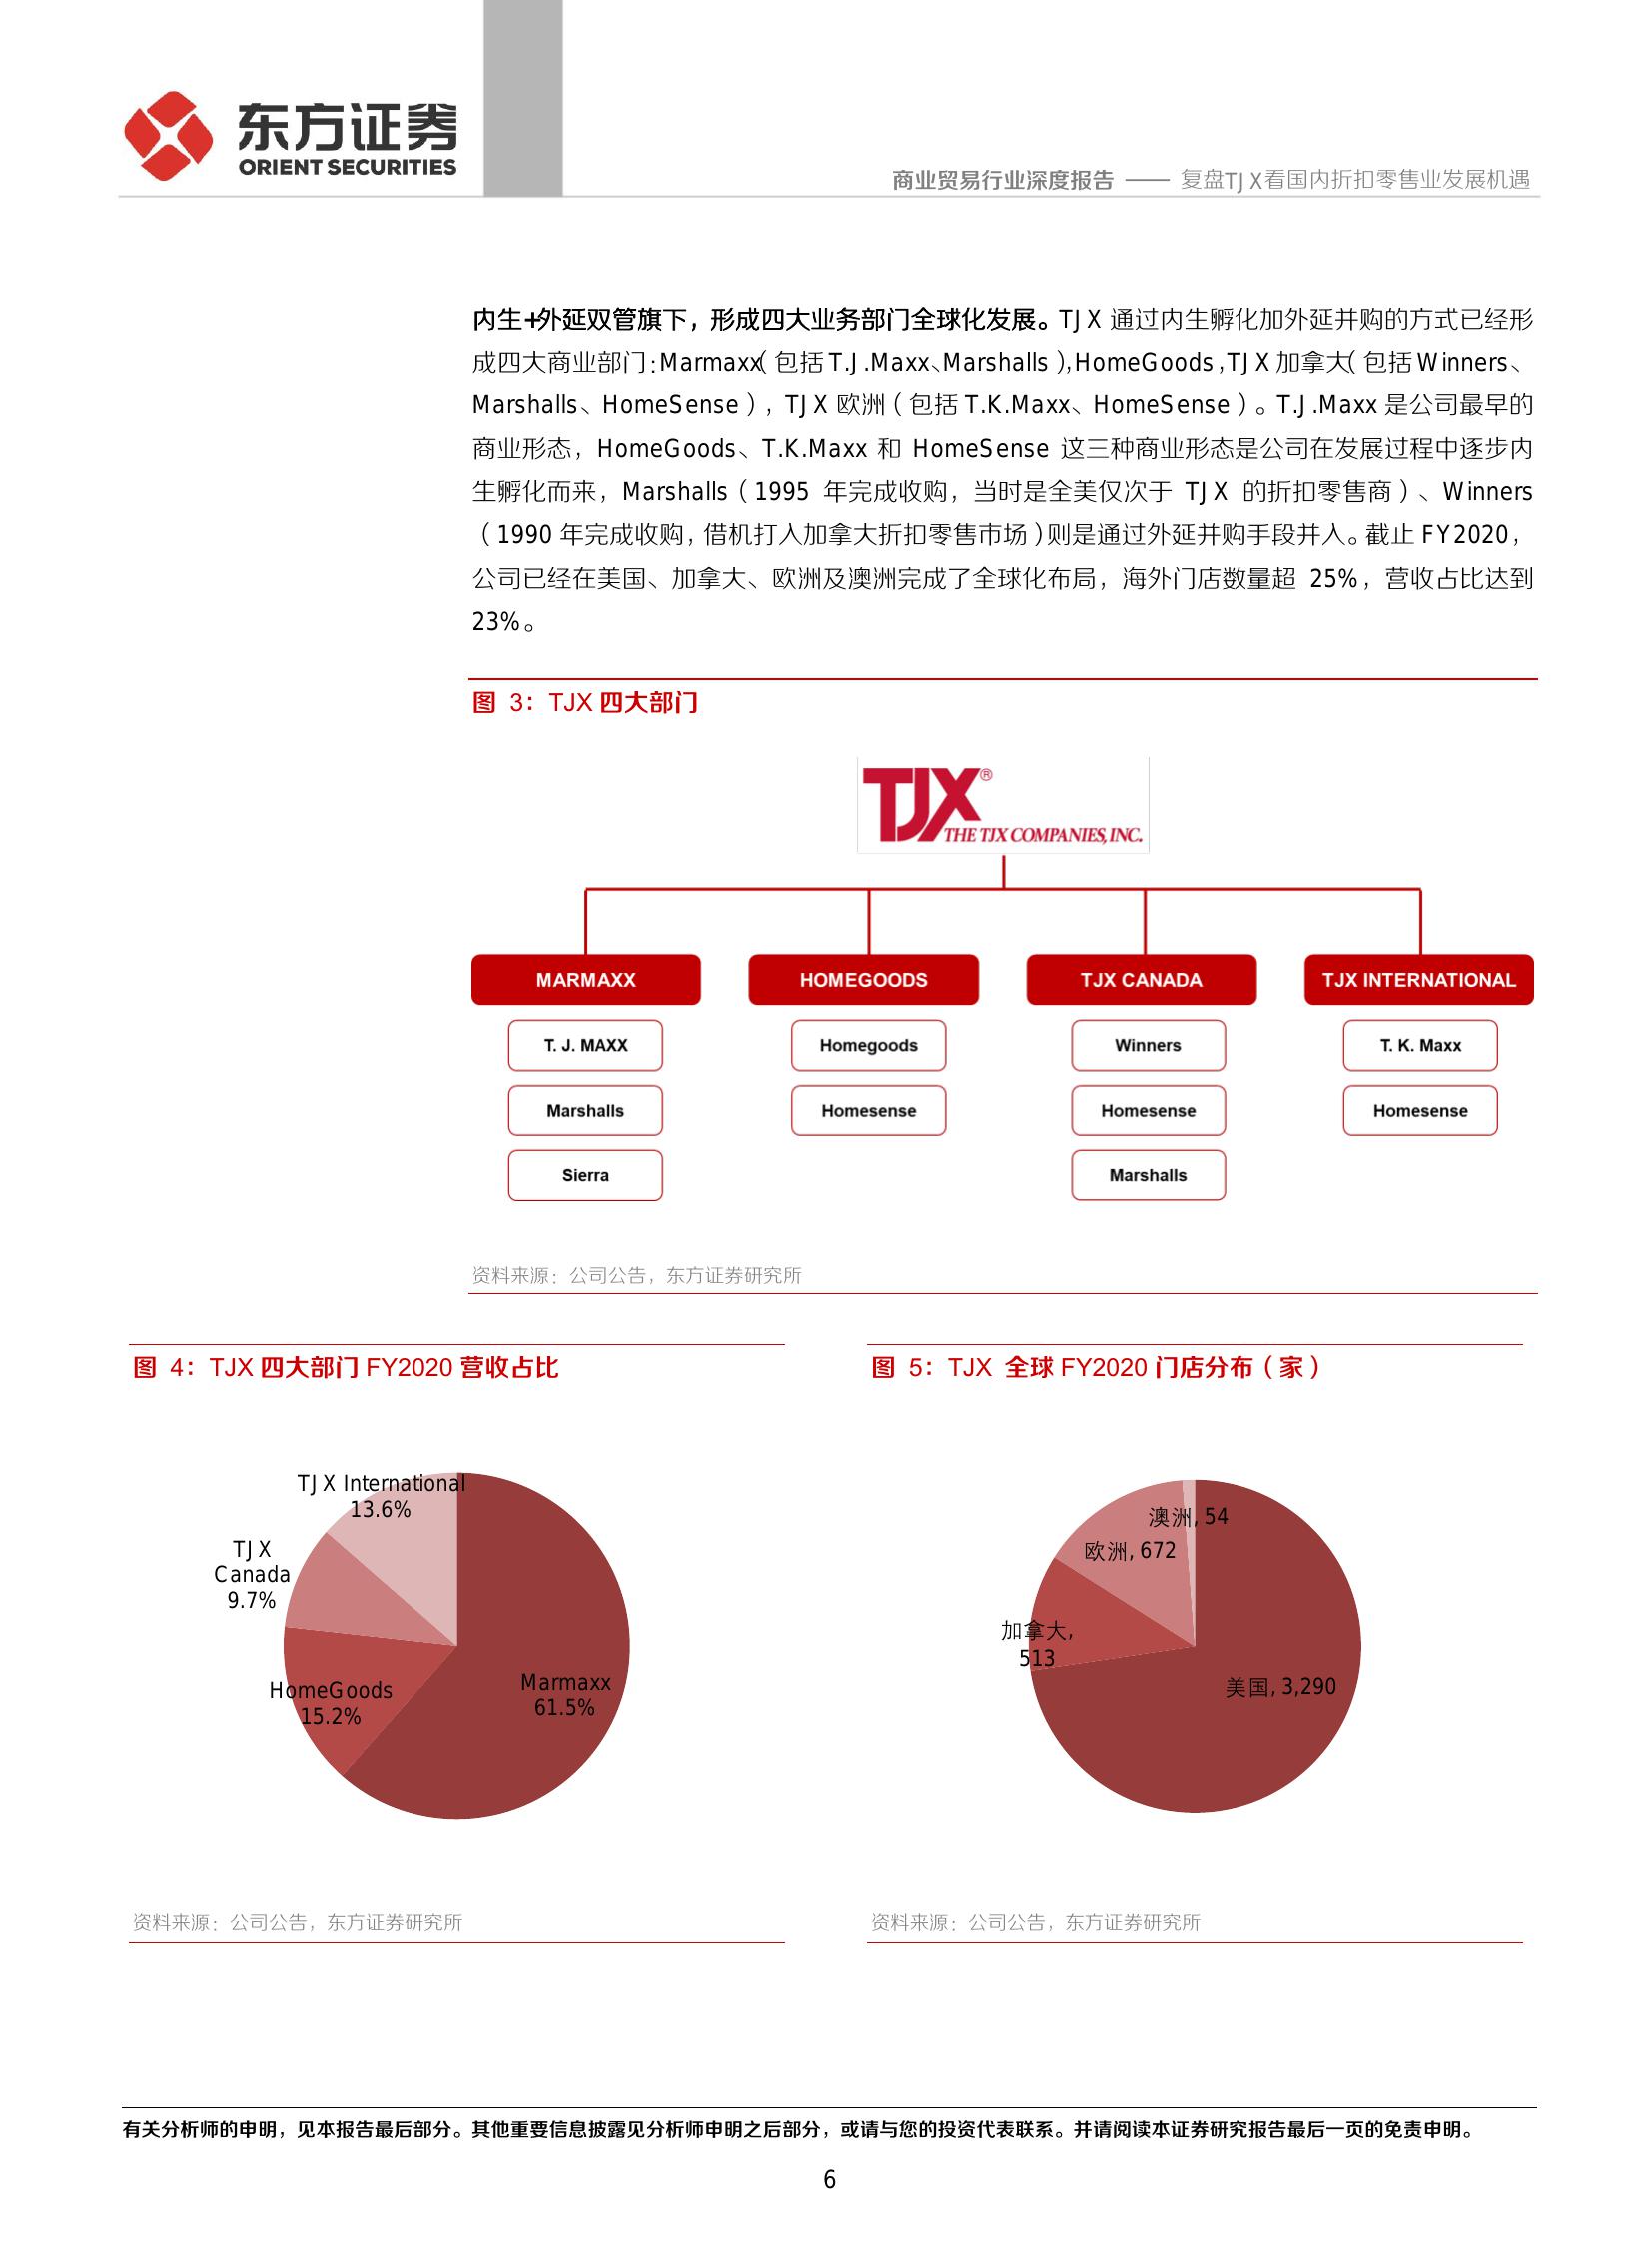 东方证券
ORIENT SECURITIES
商业贸易行业深度报告 —— 复盘TJX看国内折扣零售业发展机遇
内生+外延双管旗下，形成四大业务部门全球化发展。TJX 通过内生孵化加外延并购的方式已经形
成四大商业部门：Marmaxx（包括T.J.Maxx、Marshalls），HomeGoods，TJX加拿大（包括Winners、
Marshalls、HomeSense），TJX 欧洲（包括 T.K.Maxx、HomeSense）。T.J.Maxx 是公司最早的
商业形态，HomeGoods、T.K.Maxx 和 HomeSense 这三种商业形态是公司在发展过程中逐步内
生孵化而来，Marshalls（1995 年完成收购，当时是全美仅次于 TJX 的折扣零售商）、Winners
（1990 年完成收购，借机打入加拿大折扣零售市场）则是通过外延并购手段并入。截止 FY2020，
公司已经在美国、加拿大、欧洲及澳洲完成了全球化布局，海外门店数量超 25%，营收占比达到
23%。
图 3：TJX 四大部门
TJX®
THE TJX COMPANIES, INC.
MARMAXX HOMEGOODS TJX CANADA TJX INTERNATIONAL
T. J. MAXX Homegoods Winners T. K. Maxx
Marshalls Homesense Homesense Homesense
Sierra Marshalls
资料来源：公司公告，东方证券研究所
图 4：TJX 四大部门 FY2020 营收占比
TJX International
13.6%
TJX
Canada
9.7%
HomeGoods
15.2%
Marmaxx
61.5%
资料来源：公司公告，东方证券研究所
图 5：TJX 全球 FY2020 门店分布（家）
澳洲, 54
欧洲, 672
加拿大,
513
美国, 3,290
资料来源：公司公告，东方证券研究所
有关分析师的申明，见本报告最后部分。其他重要信息披露见分析师申明之后部分，或请与您的投资代表联系。并请阅读本证券研究报告最后一页的免责申明。
6